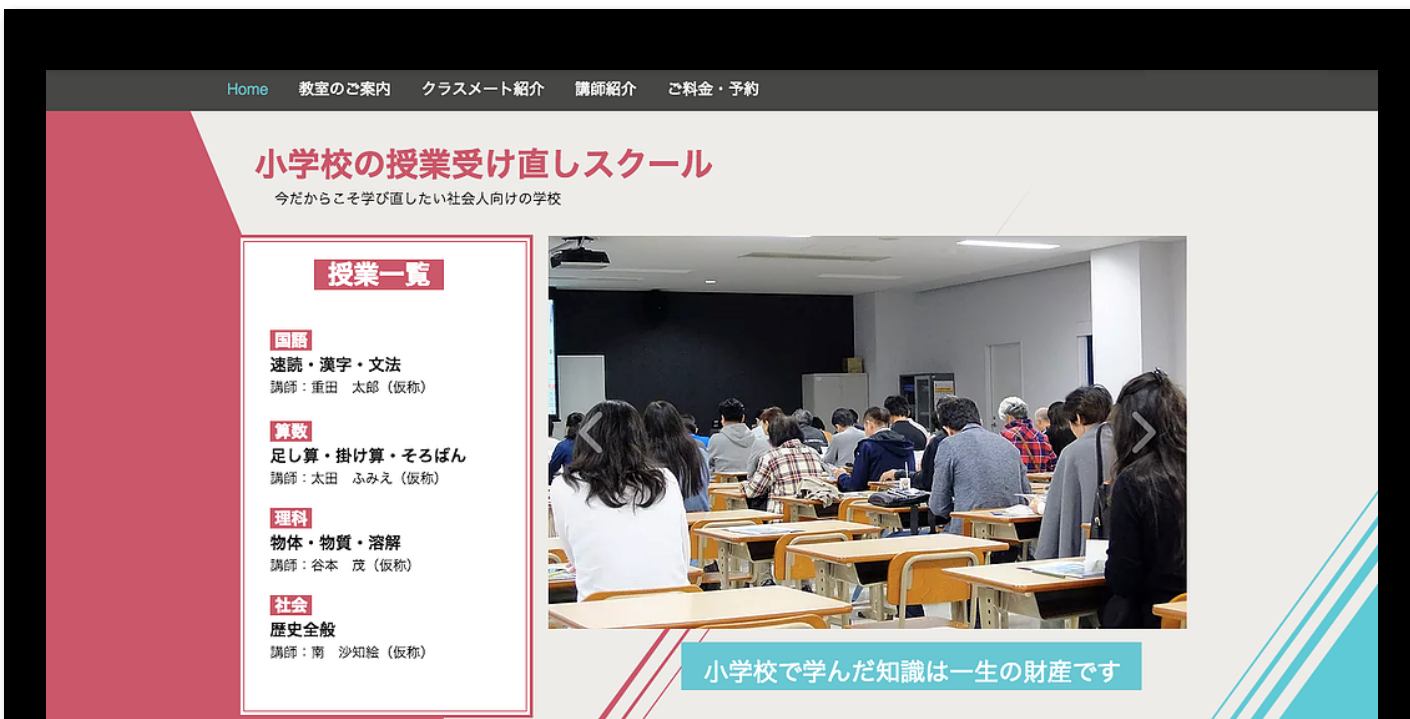 Home 教室のご案内 クラスメート紹介 講師紹介 ご料金・予約
小学校の授業受け直しスクール
今だからこそ学び直したい社会人向けの学校
授業一覧
国語
速読・漢字・文法
講師：重田　太郎（仮称）
算数
足し算・掛け算・そろばん
講師：太田　ふみえ（仮称）
理科
物体・物質・溶解
講師：谷本　茂（仮称）
社会
歴史全般
講師：南　沙知絵（仮称）
小学校で学んだ知識は一生の財産です